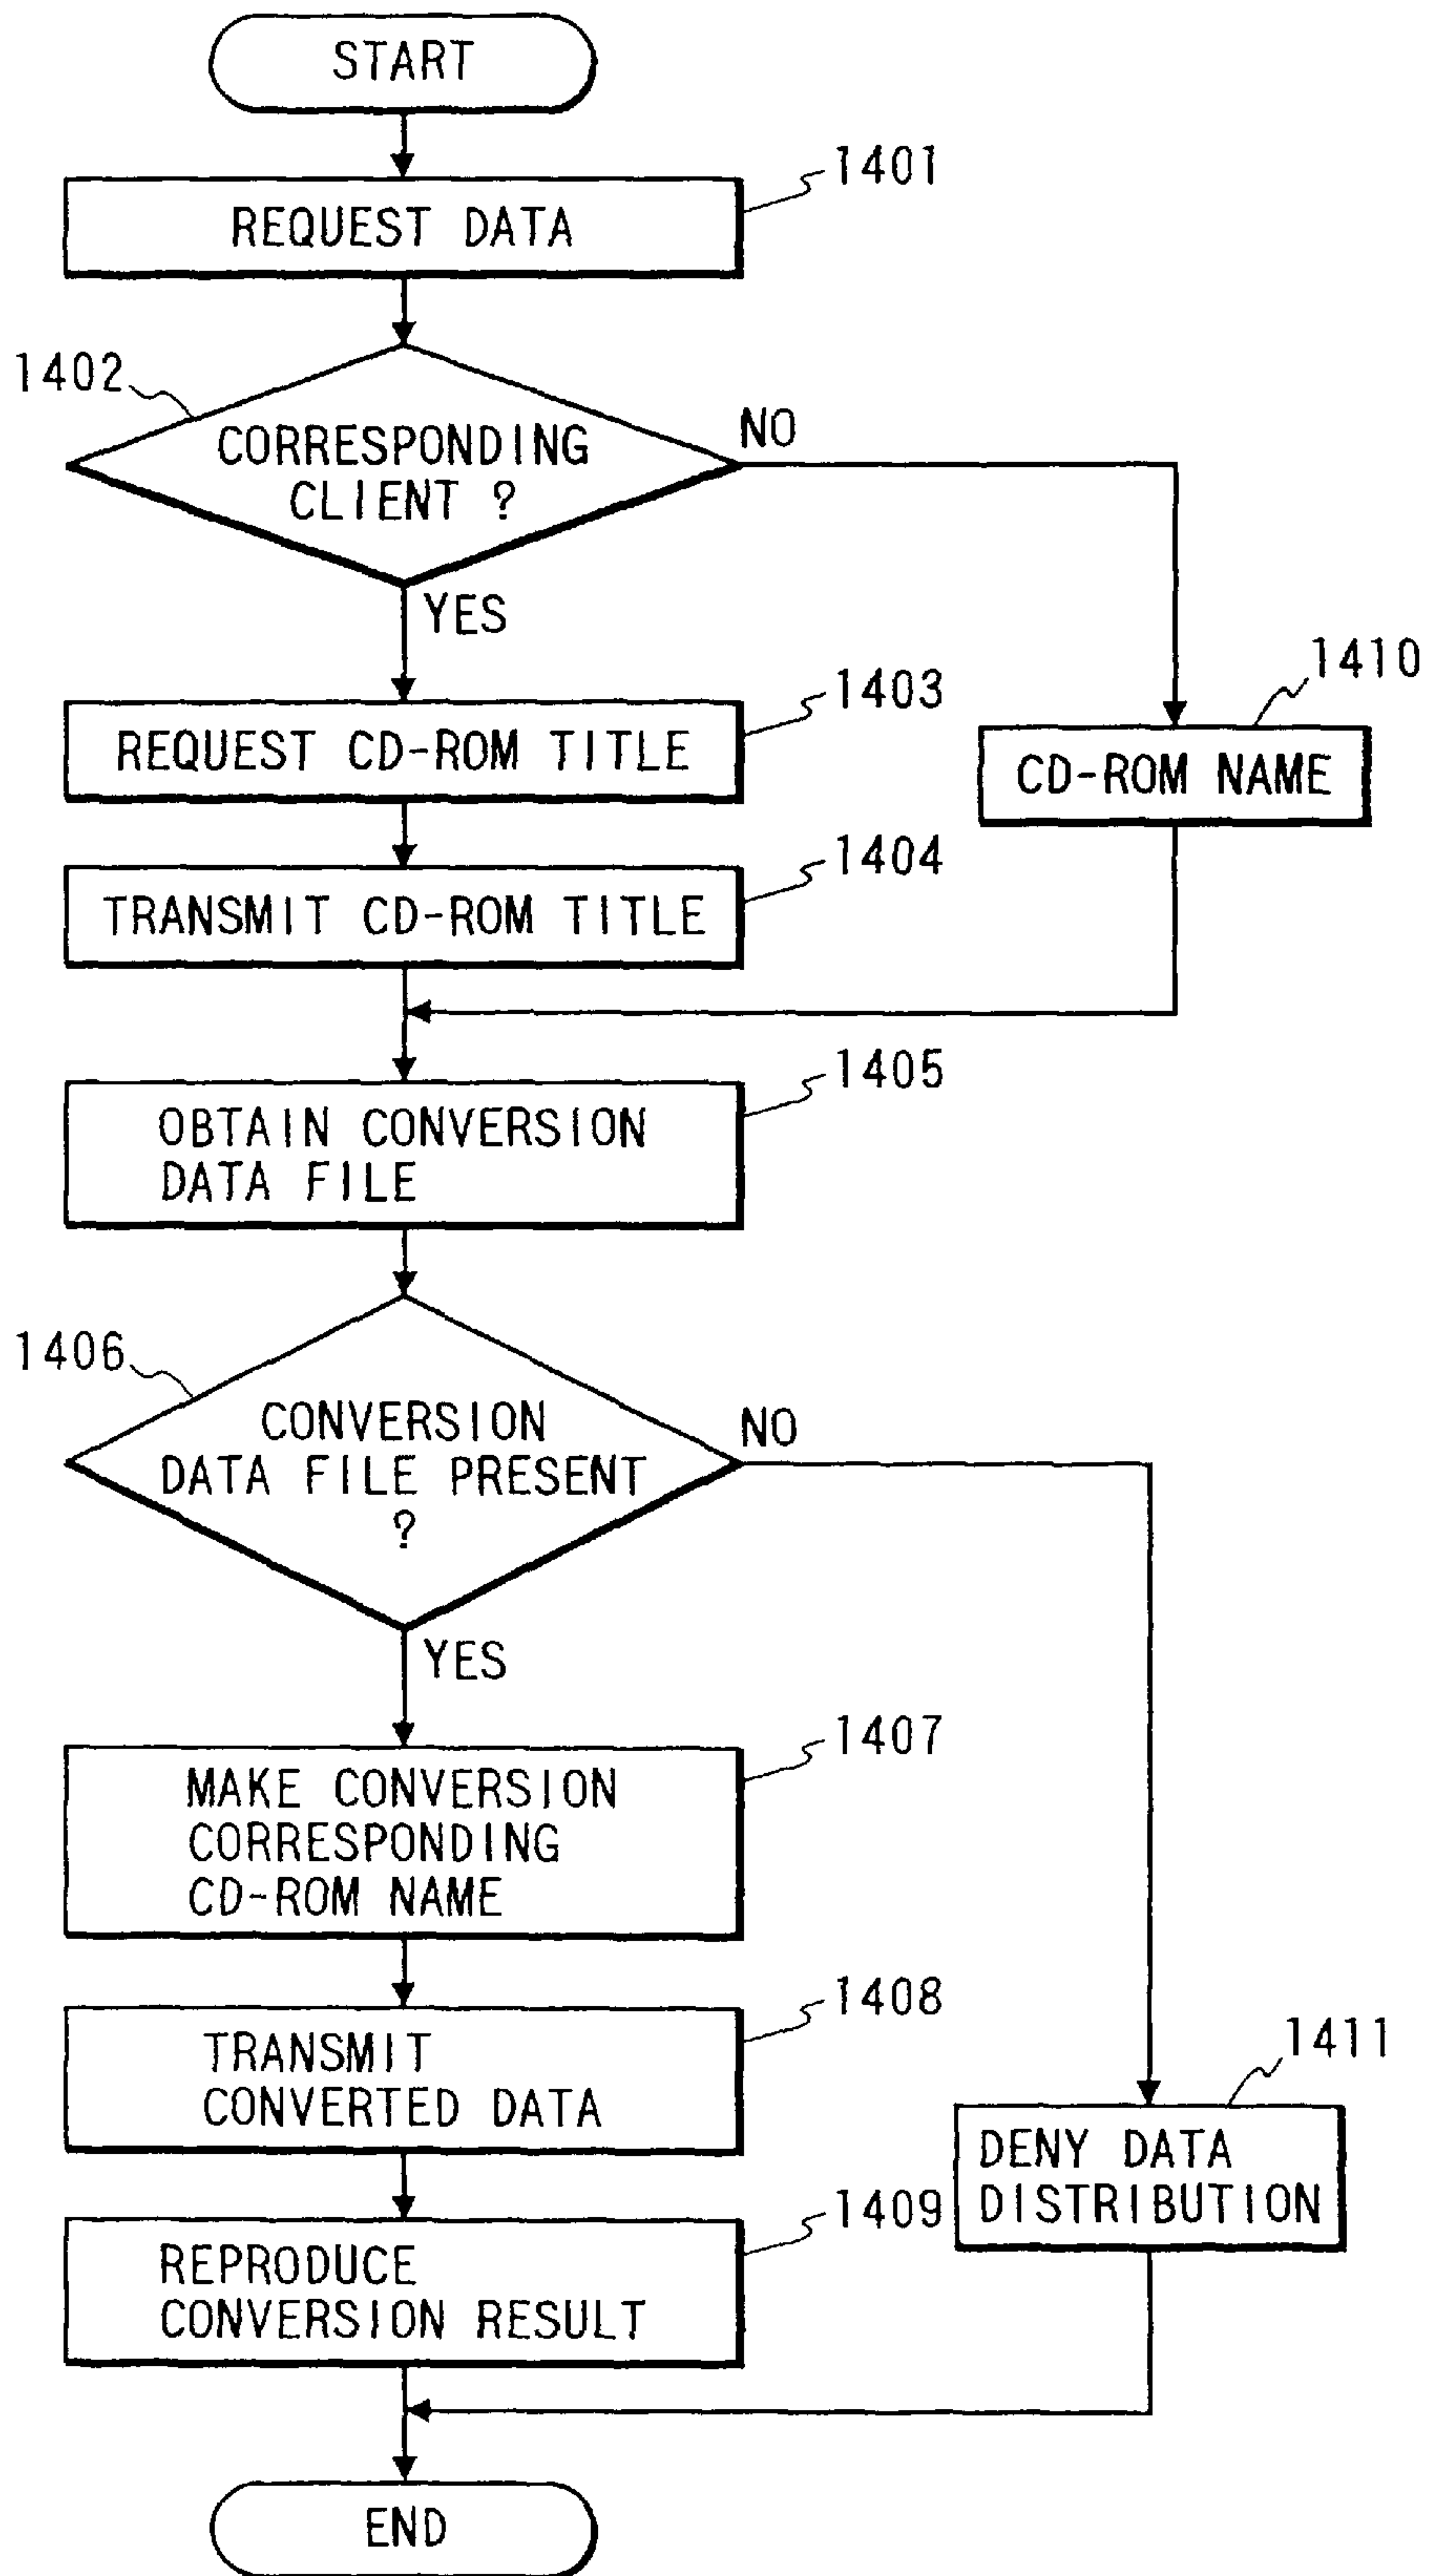 START
1401
REQUEST DATA
1402
CORRESPONDING
CLIENT ?
NO
YES
1403
REQUEST CD-ROM TITLE
1410
CD-ROM NAME
1404
TRANSMIT CD-ROM TITLE
1405
OBTAIN CONVERSION
DATA FILE
1406
CONVERSION
DATA FILE PRESENT
?
NO
YES
1407
MAKE CONVERSION
CORRESPONDING
CD-ROM NAME
1408
TRANSMIT
CONVERTED DATA
1411
DENY DATA
DISTRIBUTION
1409
REPRODUCE
CONVERSION RESULT
END